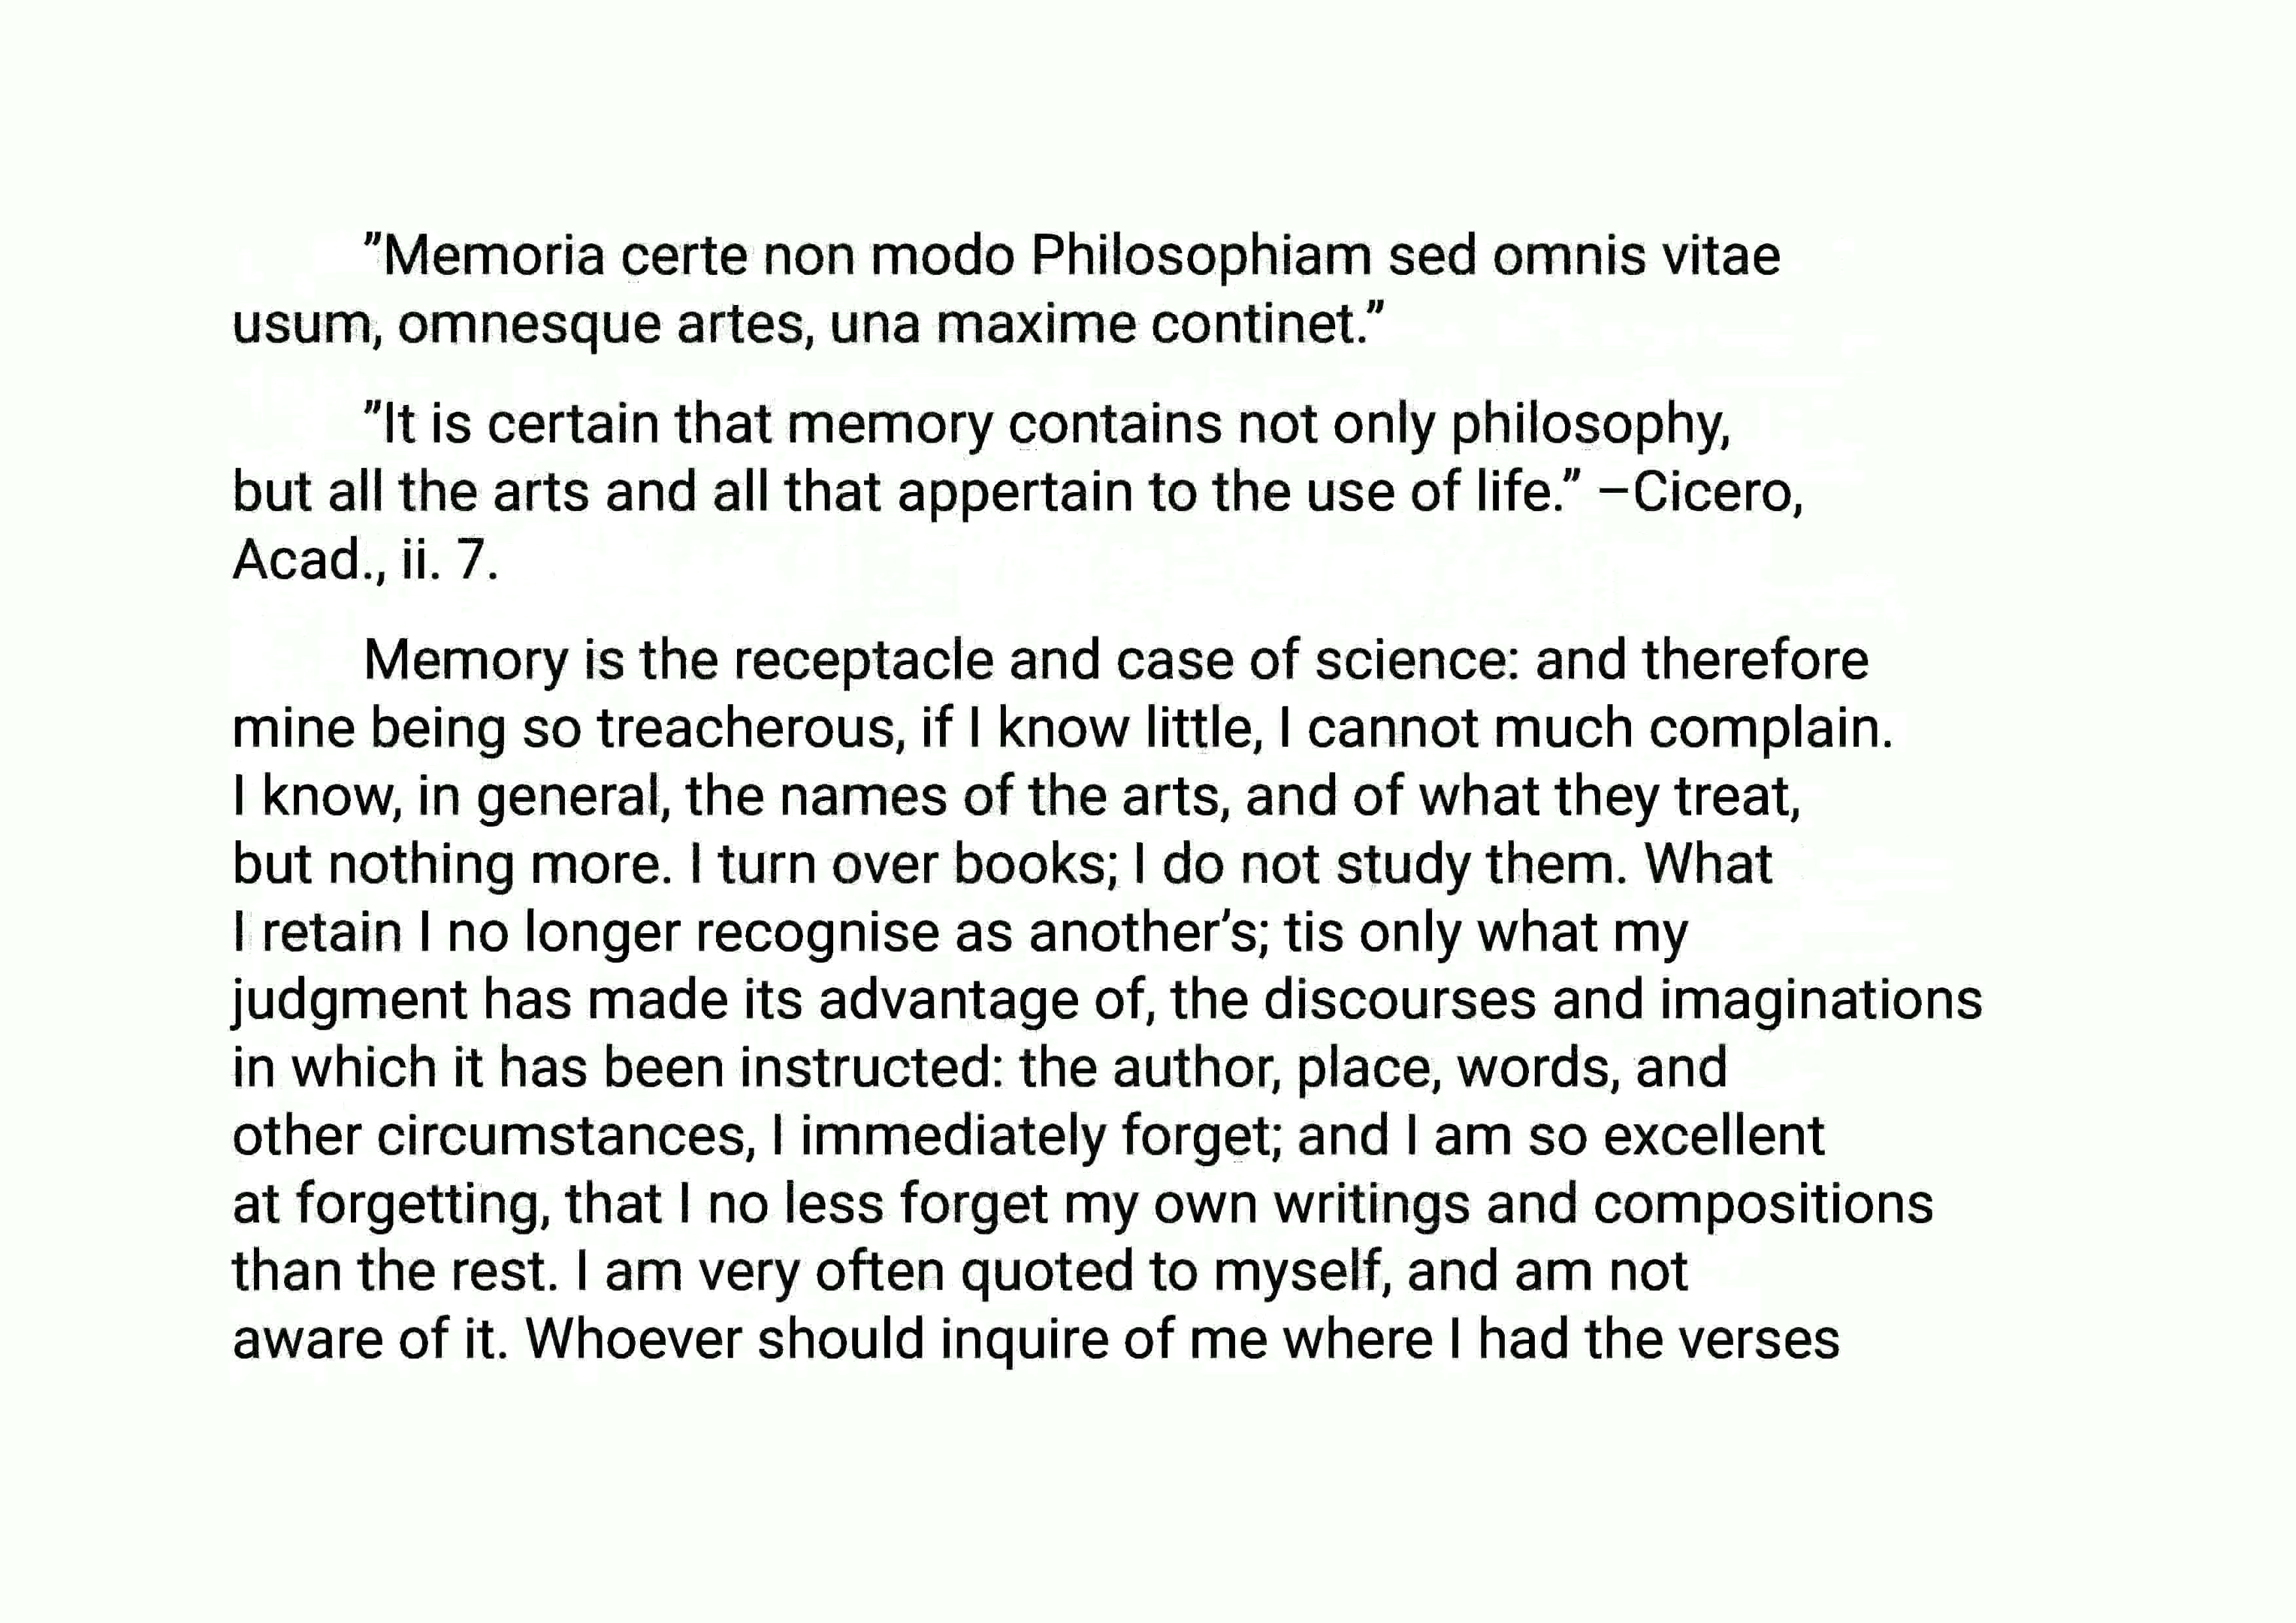 ”Memoria certe non modo Philosophiam sed omnis vitae
usum, omnesque artes, una maxime continet.”
”It is certain that memory contains not only philosophy,
but all the arts and all that appertain to the use of life.” –Cicero,
Acad., ii. 7.
Memory is the receptacle and case of science: and therefore
mine being so treacherous, if I know little, I cannot much complain.
I know, in general, the names of the arts, and of what they treat,
but nothing more. I turn over books; I do not study them. What
I retain I no longer recognise as another’s; tis only what my
judgment has made its advantage of, the discourses and imaginations
in which it has been instructed: the author, place, words, and
other circumstances, I immediately forget; and I am so excellent
at forgetting, that I no less forget my own writings and compositions
than the rest. I am very often quoted to myself, and am not
aware of it. Whoever should inquire of me where I had the verses